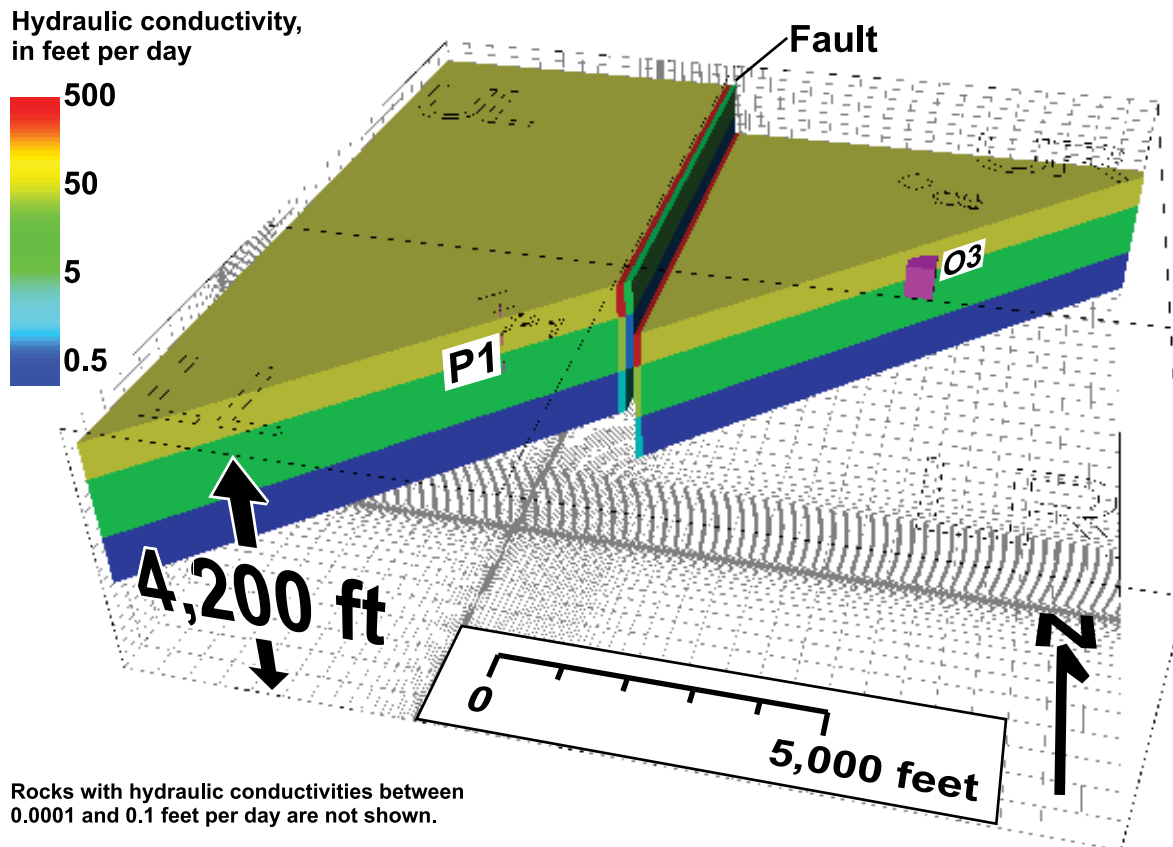 Hydraulic conductivity,
in feet per day
500
50
5
0.5
Fault
P1
O3
4,200 ft
N
0
5,000 feet
Rocks with hydraulic conductivities between
0.0001 and 0.1 feet per day are not shown.